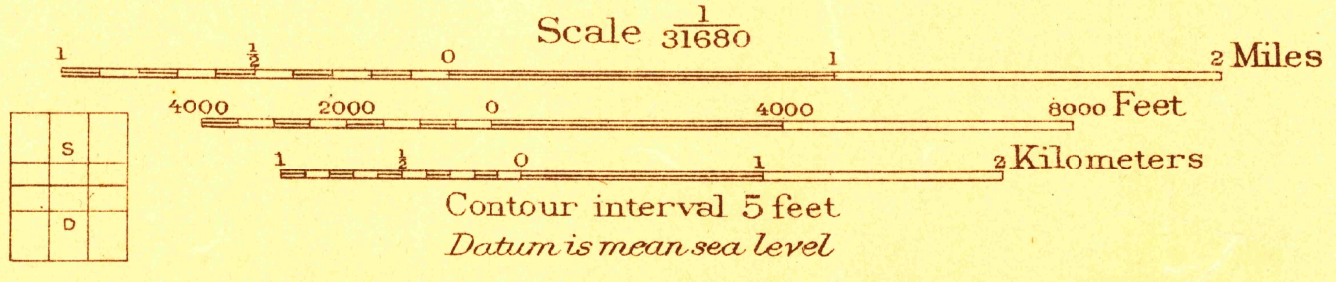 Scale 1/31680
1 ½ 0 1 2 Miles
4000 2000 0 4000 8000 Feet
S
1 ½ 0 1 2 Kilometers
Contour interval 5 feet
D
Datum is mean sea level